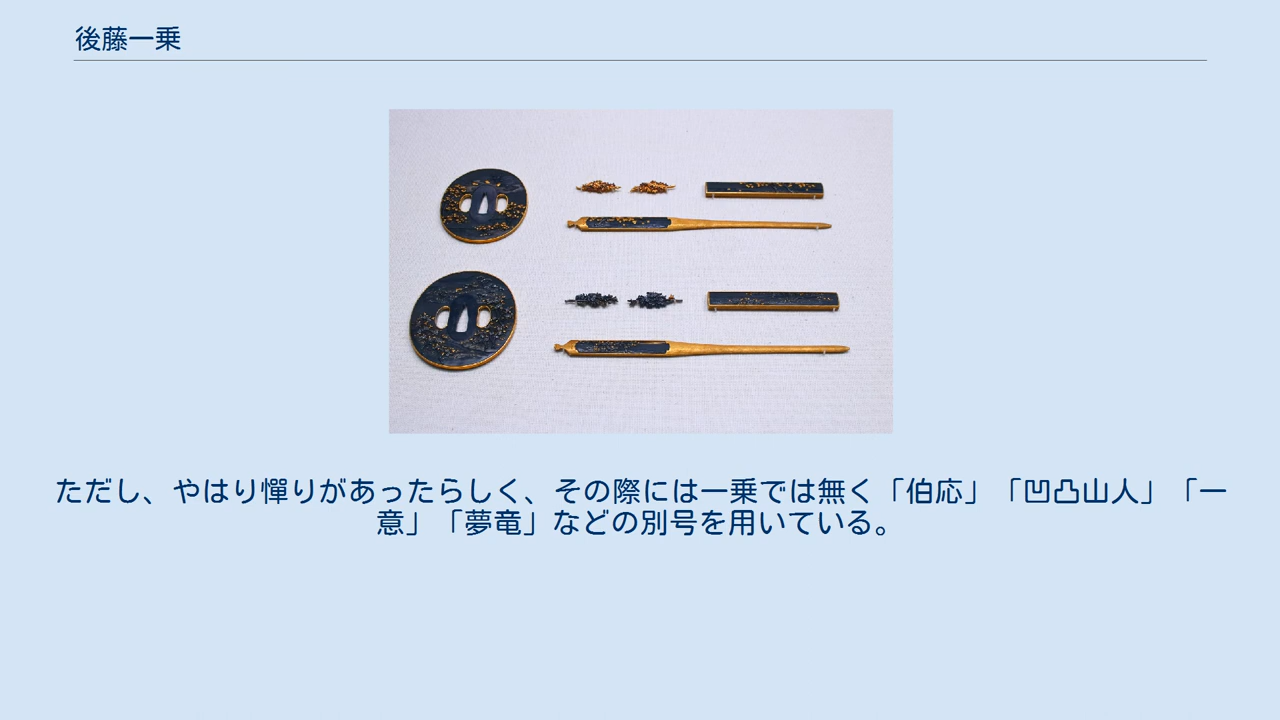 後藤一乗
ただし、やはり憚りがあったらしく、その際には一乗では無く「伯応」「凹凸山人」「一
意」「夢竜」などの別号を用いている。